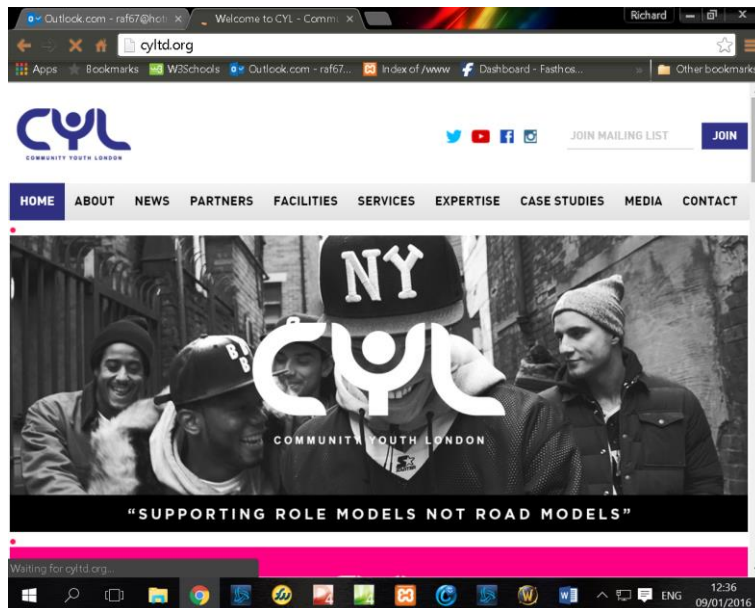 Outlook.com - raf67@hot
Welcome to CYL - Comm
Richard
cyltd.org
Apps Bookmarks W3Schools Outlook.com - raf67... Index of /www Dashboard - Fasthos... » Other bookmarks
CYL
COMMUNITY YOUTH LONDON
JOIN MAILING LIST JOIN
HOME ABOUT NEWS PARTNERS FACILITIES SERVICES EXPERTISE CASE STUDIES MEDIA CONTACT
NY
CYL
COMMUNITY YOUTH LONDON
“SUPPORTING ROLE MODELS NOT ROAD MODELS”
Waiting for cyltd.org...
ENG
12:36
09/01/2016